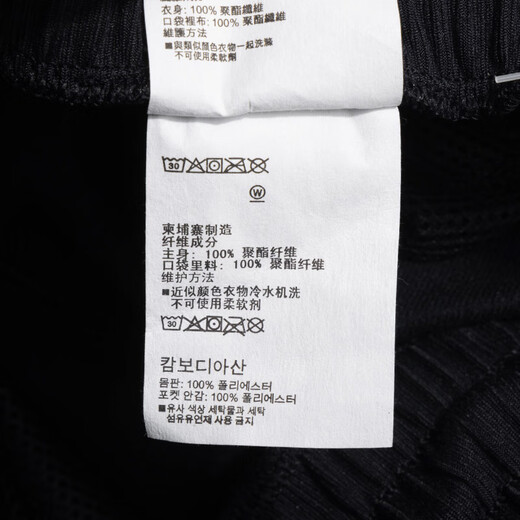 衣身: 100% 聚酯纖維
口袋裡布: 100% 聚酯纖維
維護方法
■與類似顏色衣物一起洗滌
不可使用柔軟劑
30
W
柬埔寨制造
纤维成分
主身: 100% 聚酯纤维
口袋里料: 100% 聚酯纤维
维护方法
■近似颜色衣物冷水机洗
不可使用柔软剂
30
캄보디아산
몸판: 100% 폴리에스터
포켓 안감: 100% 폴리에스터
■유사 색상 세탁물과 세탁
섬유유연재 사용 금지